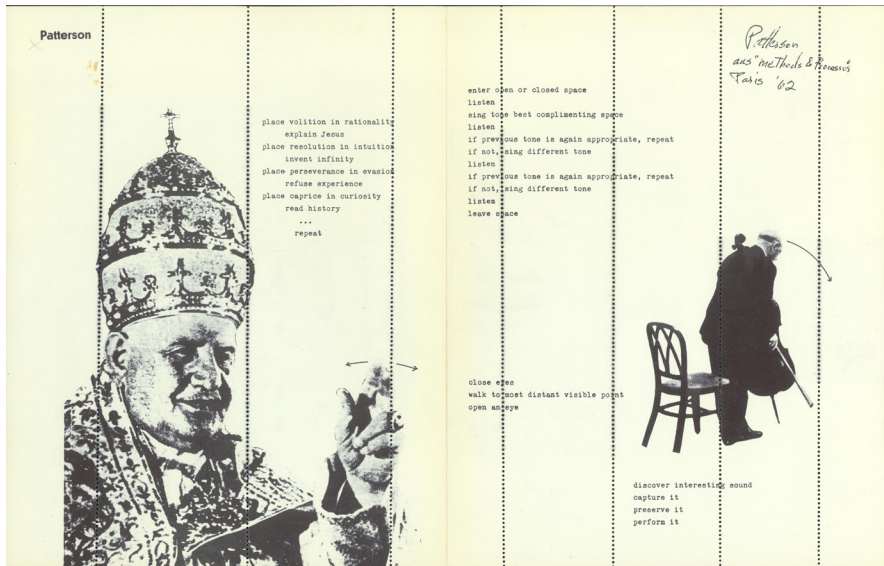 Patterson
place volition in rationality
explain Jesus
place resolution in intuition
invent infinity
place perseverance in evasion
refuse experience
place caprice in curiosity
read history
...
repeat
Patterson
aus "methods & Processes"
Paris '62
enter open or closed space
listen
sing tone best complimenting space
listen
if previous tone is again appropriate, repeat
if not, sing different tone
listen
if previous tone is again appropriate, repeat
if not, sing different tone
listen
leave space
close eyes
walk to most distant visible point
open an eye
discover interesting sound
capture it
preserve it
perform it